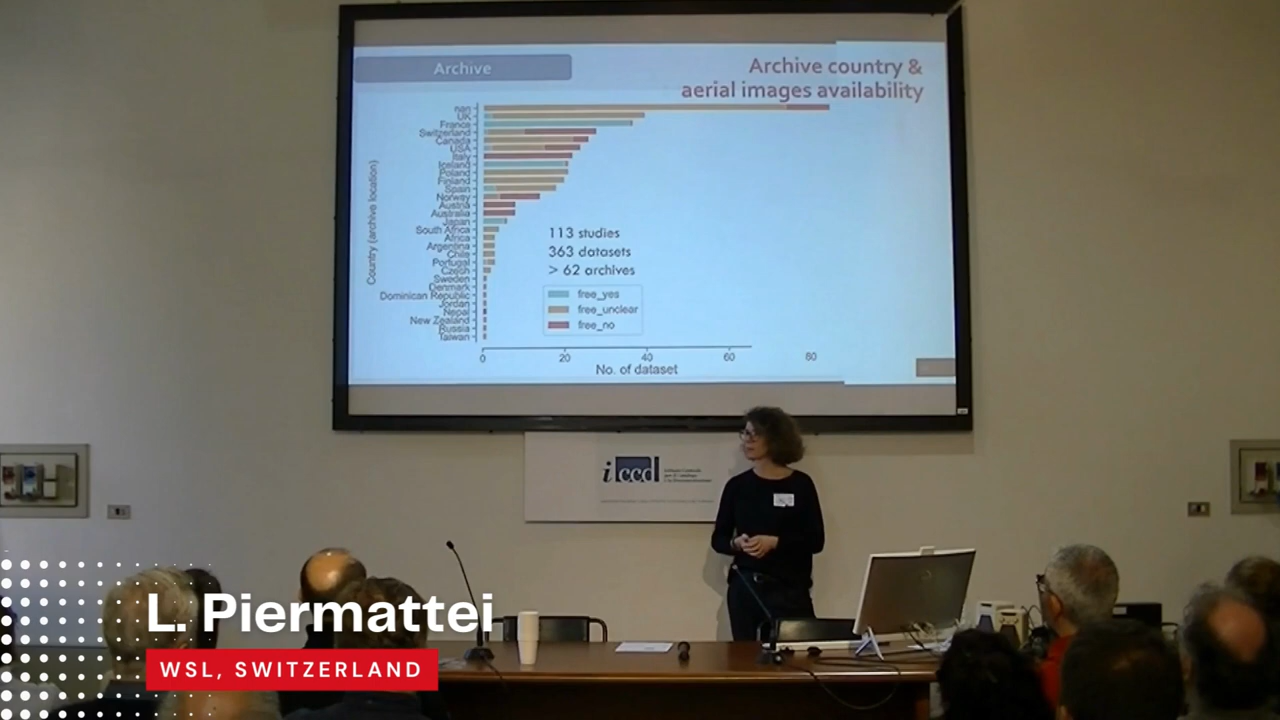 Archive
Archive country &
aerial images availability
Country (archive location)
nan
UK
France
Switzerland
Canada
USA
Italy
Iceland
Poland
Finland
Spain
Norway
Austria
Australia
Japan
South Africa
Africa
Argentina
Chile
Portugal
Czech
Sweden
Denmark
Dominican Republic
Jordan
Nepal
New Zealand
Russia
Taiwan
113 studies
363 datasets
> 62 archives
free_yes
free_unclear
free_no
0 20 40 60 80
No. of dataset
iccd
L. Piermattei
WSL, SWITZERLAND